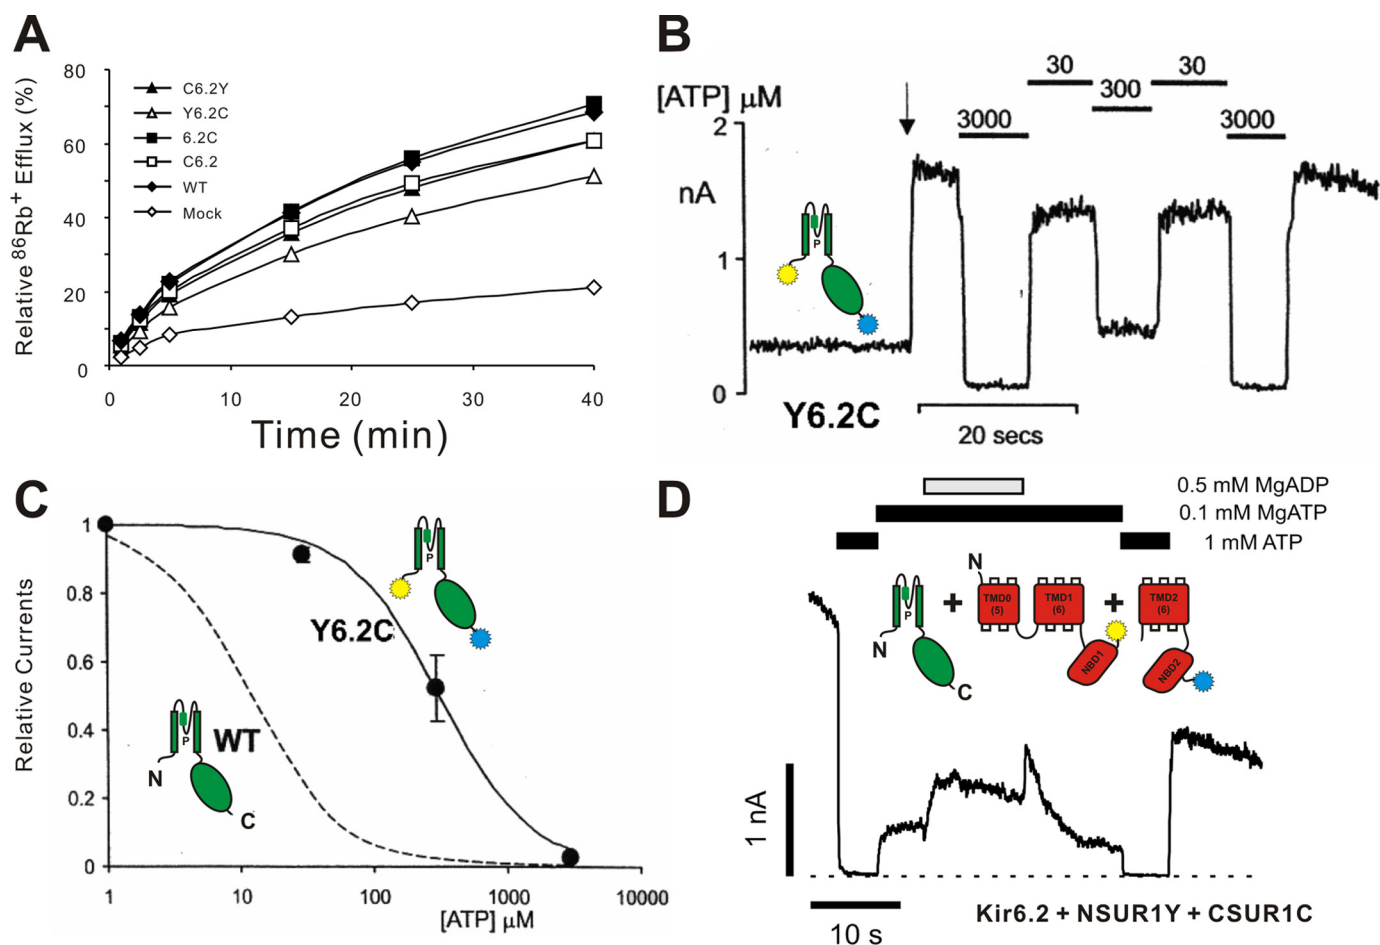 A
Relative ⁸⁶Rb⁺ Efflux (%)
80
60
40
20
0
C6.2Y
Y6.2C
6.2C
C6.2
WT
Mock
0
10
20
30
40
Time (min)
B
[ATP] μM
3000
30
300
30
3000
2
nA
1
0
P
Y6.2C
20 secs
C
Relative Currents
1
0.8
0.6
0.4
0.2
0
P
Y6.2C
P
WT
N
C
1
10
100
1000
10000
[ATP] μM
D
0.5 mM MgADP
0.1 mM MgATP
1 mM ATP
N
P
N
C
+
TMD0
(5)
TMD1
(6)
NBD1
+
TMD2
(6)
NBD2
1 nA
10 s
Kir6.2 + NSUR1Y + CSUR1C